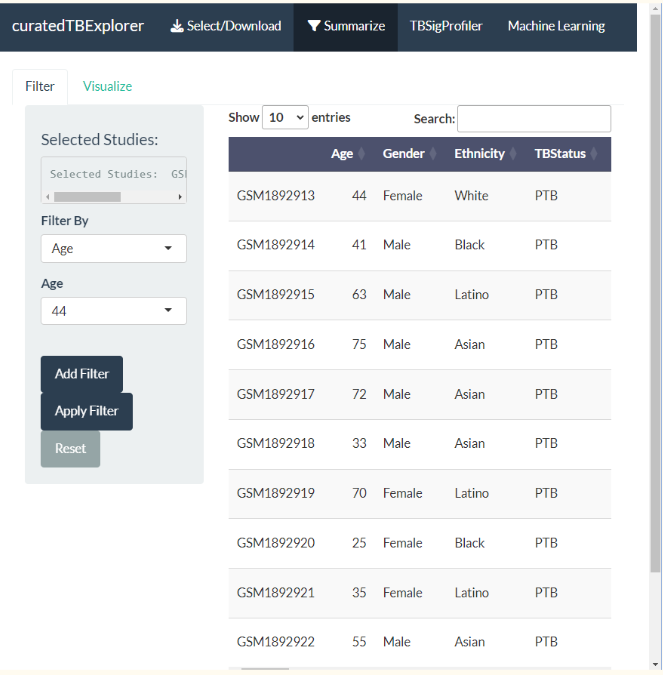 curatedTBExplorer Select/Download Summarize TBSigProfiler Machine Learning
Filter Visualize
Selected Studies:
Selected Studies: GS
Filter By
Age
Age
44
Add Filter
Apply Filter
Reset
Show 10 entries Search:
Age Gender Ethnicity TBStatus
GSM1892913 44 Female White PTB
GSM1892914 41 Male Black PTB
GSM1892915 63 Male Latino PTB
GSM1892916 75 Male Asian PTB
GSM1892917 72 Male Asian PTB
GSM1892918 33 Male Asian PTB
GSM1892919 70 Female Latino PTB
GSM1892920 25 Female Black PTB
GSM1892921 35 Female Latino PTB
GSM1892922 55 Male Asian PTB